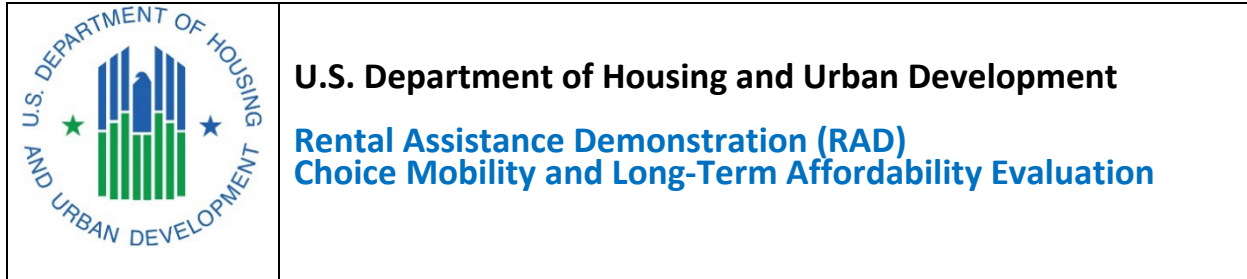 U.S. DEPARTMENT OF HOUSING
AND URBAN DEVELOPMENT
U.S. Department of Housing and Urban Development
Rental Assistance Demonstration (RAD)
Choice Mobility and Long-Term Affordability Evaluation